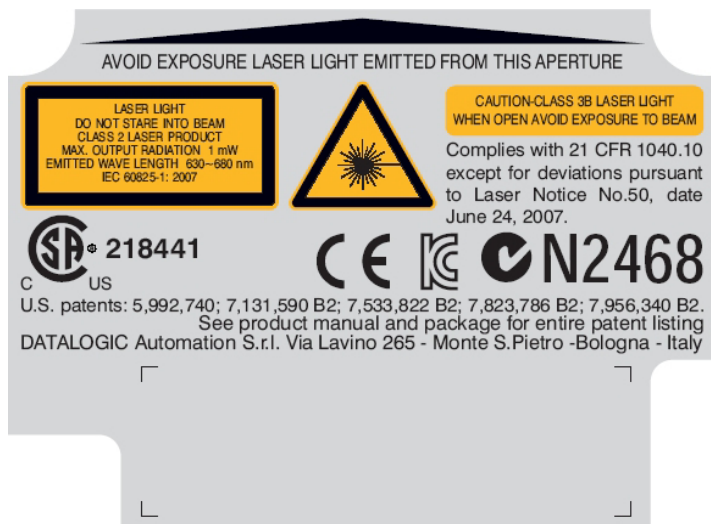 AVOID EXPOSURE LASER LIGHT EMITTED FROM THIS APERTURE
LASER LIGHT
DO NOT STARE INTO BEAM
CLASS 2 LASER PRODUCT
MAX. OUTPUT RADIATION 1 mW
EMITTED WAVE LENGTH 630~680 nm
IEC 60825-1: 2007
CAUTION-CLASS 3B LASER LIGHT
WHEN OPEN AVOID EXPOSURE TO BEAM
Complies with 21 CFR 1040.10
except for deviations pursuant
to Laser Notice No.50, date
June 24, 2007.
SA ® 218441
C US
CE KC N2468
U.S. patents: 5,992,740; 7,131,590 B2; 7,533,822 B2; 7,823,786 B2; 7,956,340 B2.
See product manual and package for entire patent listing
DATALOGIC Automation S.r.l. Via Lavino 265 - Monte S.Pietro -Bologna - Italy